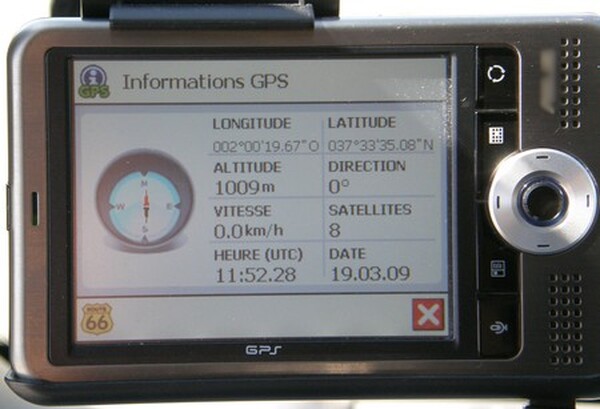 GPS
Informations GPS
LONGITUDE LATITUDE
002°00'19.67"O 037°33'35.08"N
ALTITUDE DIRECTION
1009m 0°
VITESSE SATELLITES
0.0km/h 8
HEURE (UTC) DATE
11:52.28 19.03.09
N
W E
S
ROUTE
66
GPS